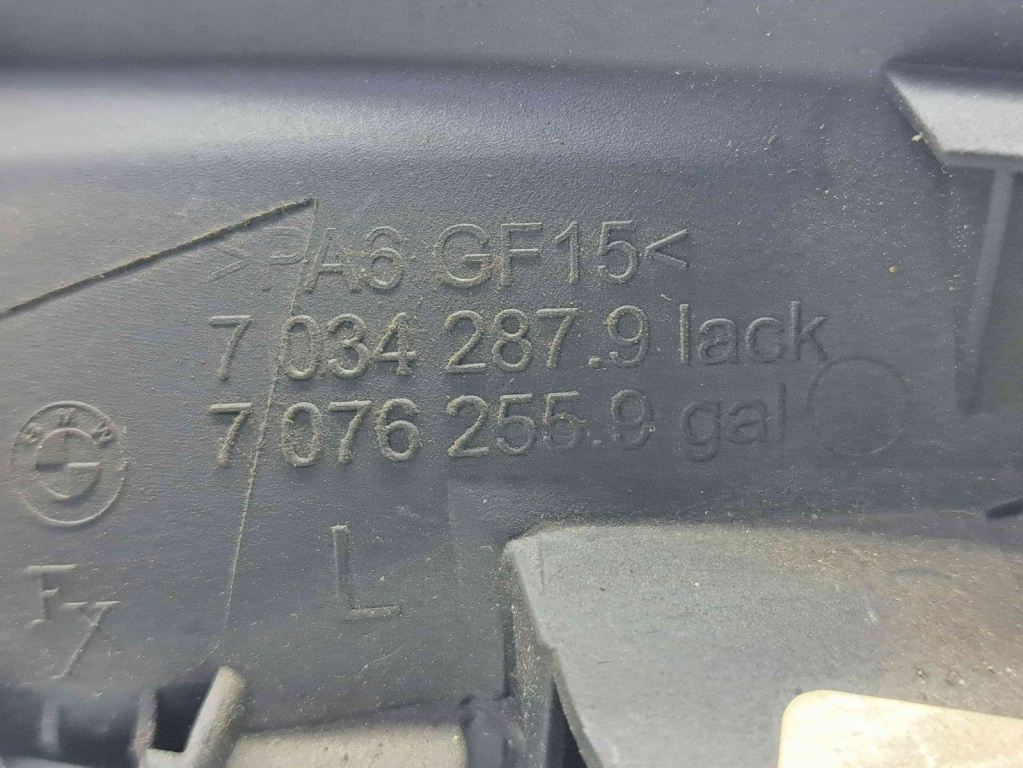 >PA6 GF15<
7 034 287.9 lack
7 076 255.9 gal
BMW
L